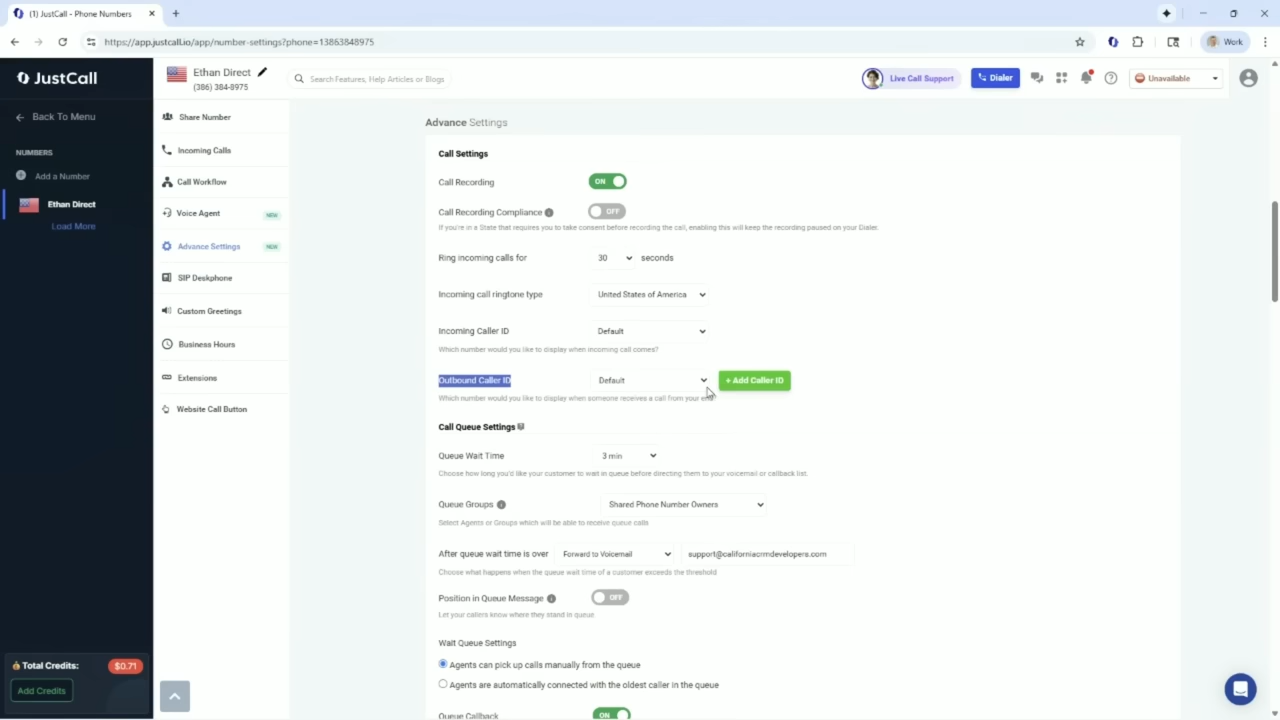 (1) JustCall - Phone Numbers
https://app.justcall.io/app/number-settings?phone=13863848975
Work
JustCall
Ethan Direct
(386) 384-8975
Search Features, Help Articles or Blogs
Live Call Support
Dialer
Unavailable
Back To Menu
NUMBERS
Add a Number
Ethan Direct
Load More
Share Number
Incoming Calls
Call Workflow
Voice Agent NEW
Advance Settings NEW
SIP Deskphone
Custom Greetings
Business Hours
Extensions
Website Call Button
Advance Settings
Call Settings
Call Recording ON
Call Recording Compliance OFF
If you're in a State that requires you to take consent before recording the call, enabling this will keep the recording paused on your Dialer.
Ring incoming calls for 30 seconds
Incoming call ringtone type United States of America
Incoming Caller ID Default
Which number would you like to display when incoming call comes?
Outbound Caller ID Default + Add Caller ID
Which number would you like to display when someone receives a call from your end?
Call Queue Settings
Queue Wait Time 3 min
Choose how long you'd like your customer to wait in queue before directing them to your voicemail or callback list.
Queue Groups Shared Phone Number Owners
Select Agents or Groups which will be able to receive queue calls
After queue wait time is over Forward to Voicemail support@californiacrmdevelopers.com
Choose what happens when the queue wait time of a customer exceeds the threshold
Position in Queue Message OFF
Let your callers know where they stand in queue
Wait Queue Settings
Agents can pick up calls manually from the queue
Agents are automatically connected with the oldest caller in the queue
Queue Callback ON
Total Credits: $0.71
Add Credits